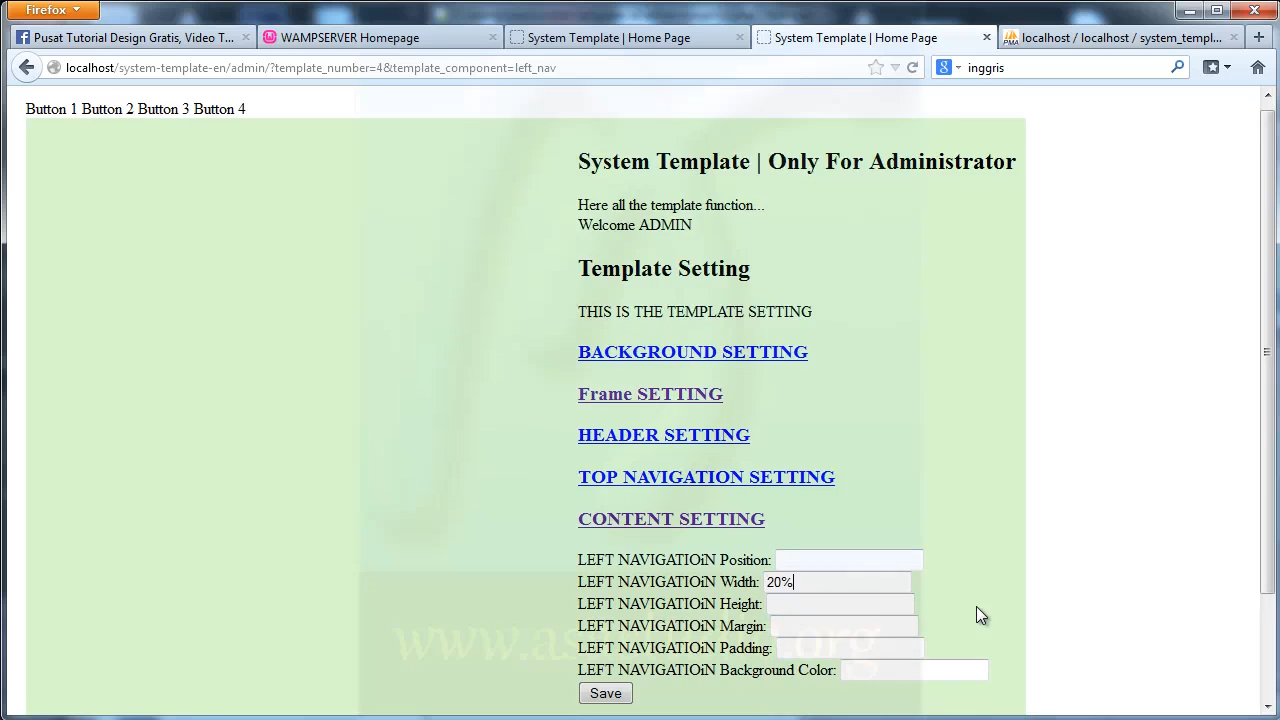 Firefox
Pusat Tutorial Design Gratis, Video T...
WAMPSERVER Homepage
System Template | Home Page
System Template | Home Page
PMA
localhost / localhost / system_templ...
localhost/system-template-en/admin/?template_number=4&template_component=left_nav
inggris
Button 1 Button 2 Button 3 Button 4
System Template | Only For Administrator
Here all the template function...
Welcome ADMIN
Template Setting
THIS IS THE TEMPLATE SETTING
BACKGROUND SETTING
Frame SETTING
HEADER SETTING
TOP NAVIGATION SETTING
CONTENT SETTING
LEFT NAVIGATIOiN Position:
LEFT NAVIGATIOiN Width: 20%
LEFT NAVIGATIOiN Height:
LEFT NAVIGATIOiN Margin:
LEFT NAVIGATIOiN Padding:
LEFT NAVIGATIOiN Background Color:
Save